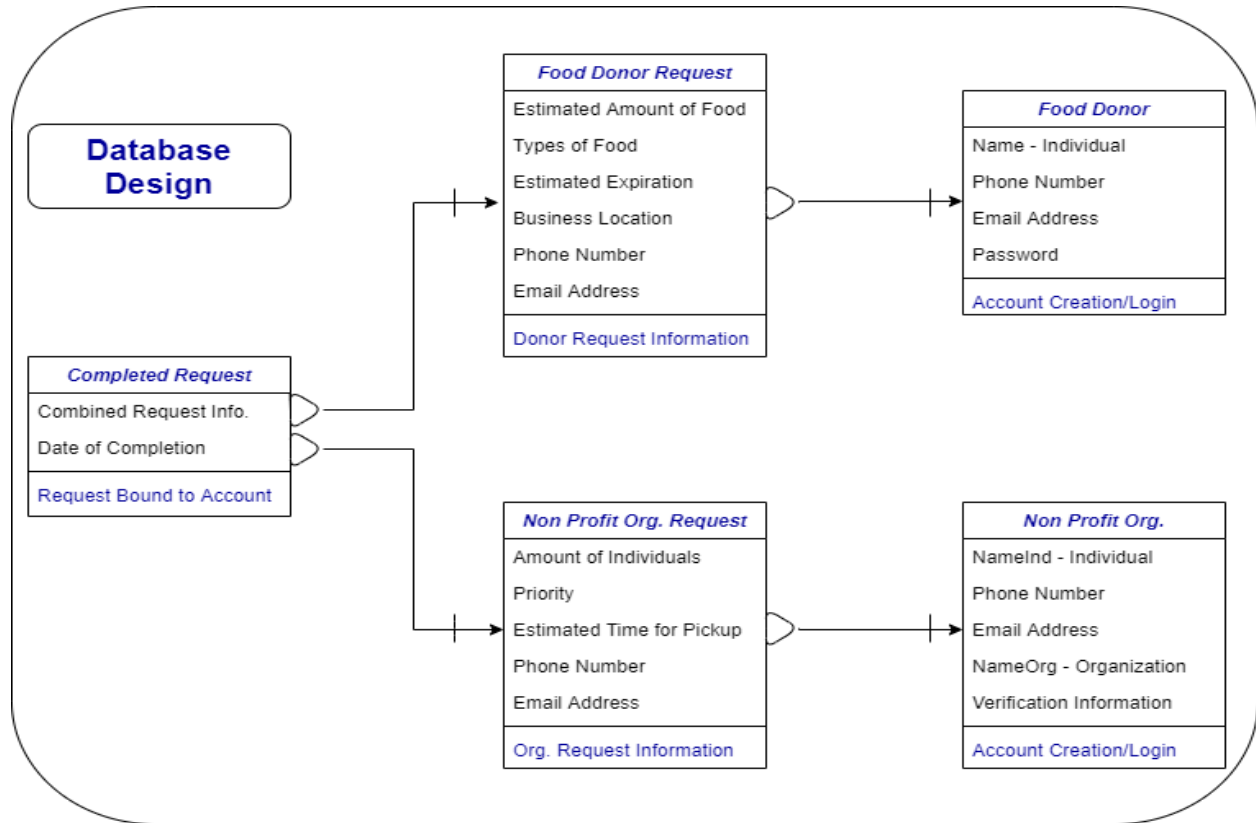 Database
Design
Food Donor Request
Estimated Amount of Food
Types of Food
Estimated Expiration
Business Location
Phone Number
Email Address
Donor Request Information
Food Donor
Name - Individual
Phone Number
Email Address
Password
Account Creation/Login
Completed Request
Combined Request Info.
Date of Completion
Request Bound to Account
Non Profit Org. Request
Amount of Individuals
Priority
Estimated Time for Pickup
Phone Number
Email Address
Org. Request Information
Non Profit Org.
NameInd - Individual
Phone Number
Email Address
NameOrg - Organization
Verification Information
Account Creation/Login